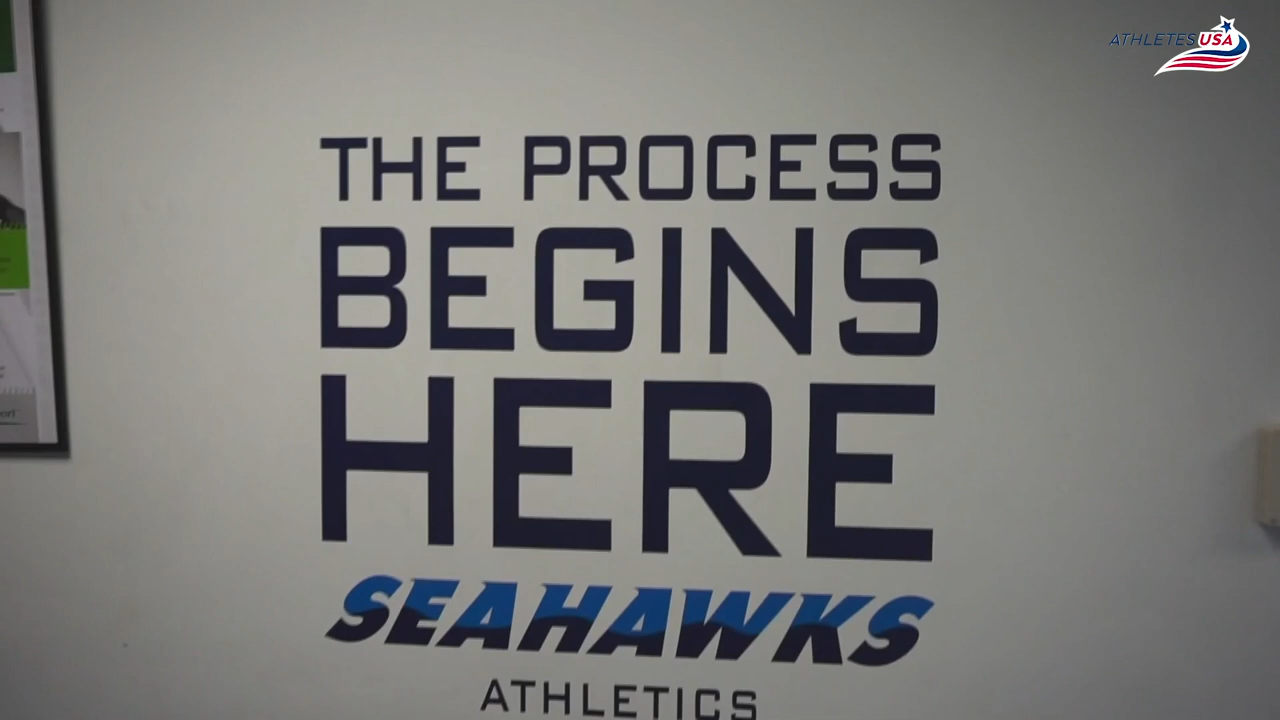 ATHLETES USA
THE PROCESS
BEGINS
HERE
SEAHAWKS
ATHLETICS